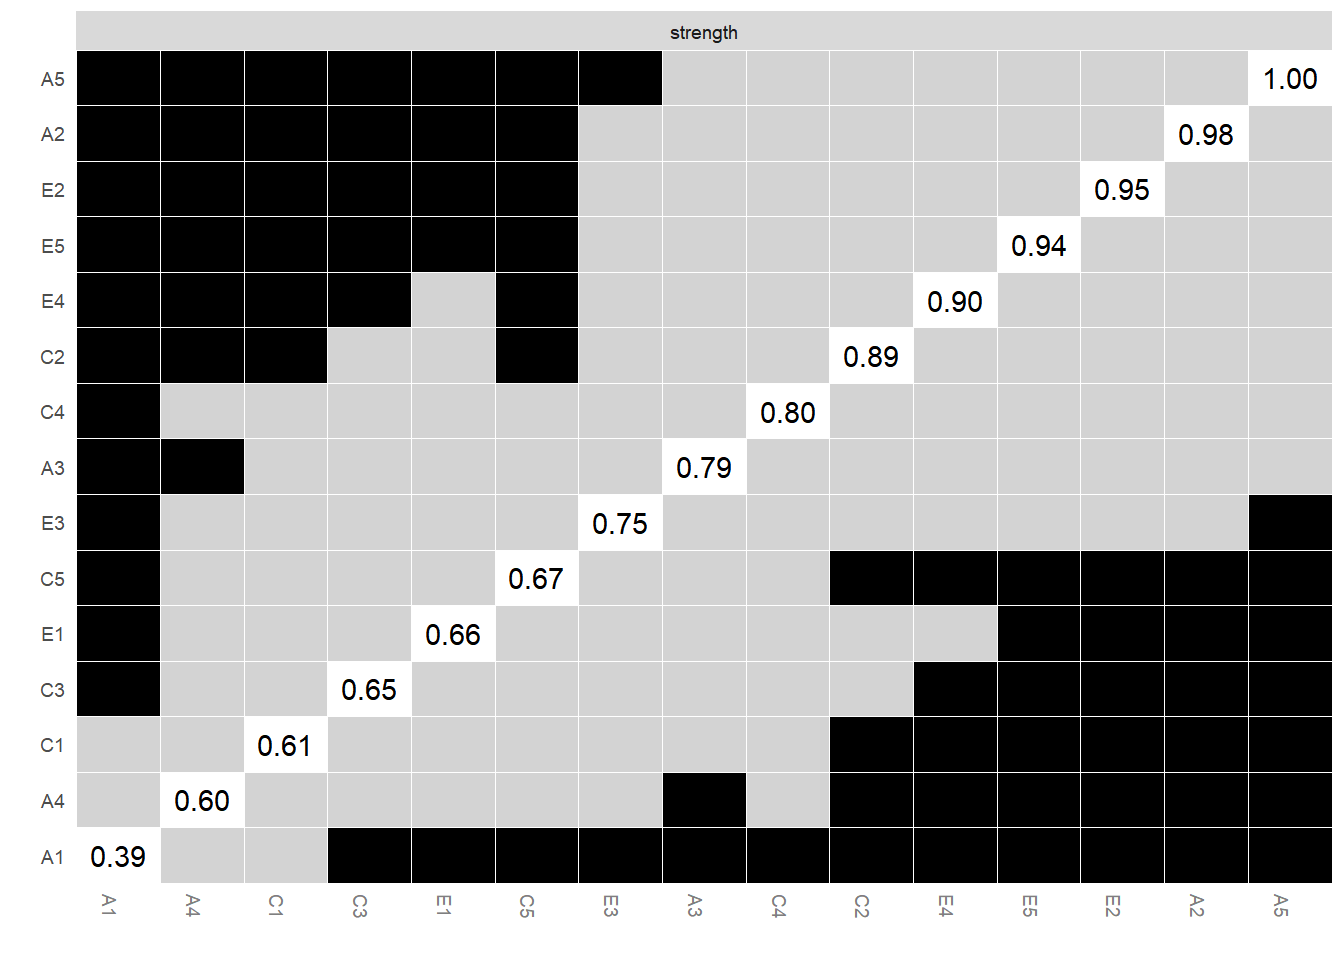 strength
A5 1.00
A2 0.98
E2 0.95
E5 0.94
E4 0.90
C2 0.89
C4 0.80
A3 0.79
E3 0.75
C5 0.67
E1 0.66
C3 0.65
C1 0.61
A4 0.60
A1 0.39
A1 A4 C1 C3 E1 C5 E3 A3 C4 C2 E4 E5 E2 A2 A5